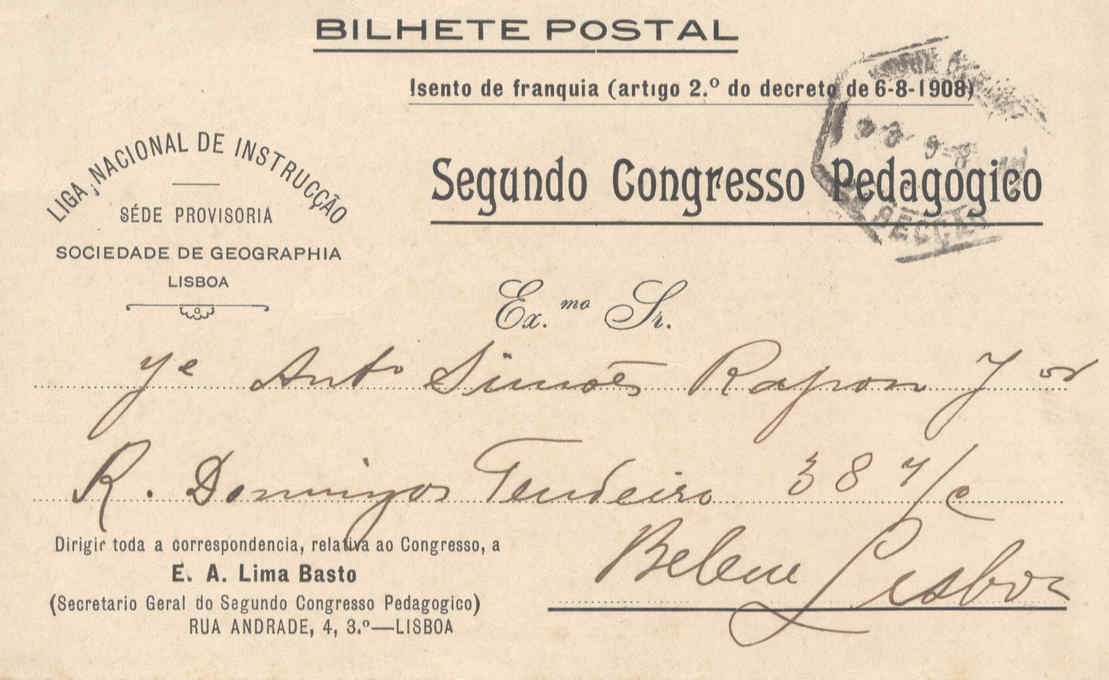 BILHETE POSTAL
Isento de franquia (artigo 2.º do decreto de 6-8-1908)
Segundo Congresso Pedagogico
LIGA NACIONAL DE INSTRUCÇÃO
SÉDE PROVISORIA
SOCIEDADE DE GEOGRAPHIA
LISBOA
Ex.mo Sr.
Anto Simões Rapozo Jor
R. Domingos Tendeiro 38 r/c
Belem Lisboa
Dirigir toda a correspondencia, relativa ao Congresso, a
E. A. Lima Basto
(Secretario Geral do Segundo Congresso Pedagogico)
RUA ANDRADE, 4, 3.º—LISBOA